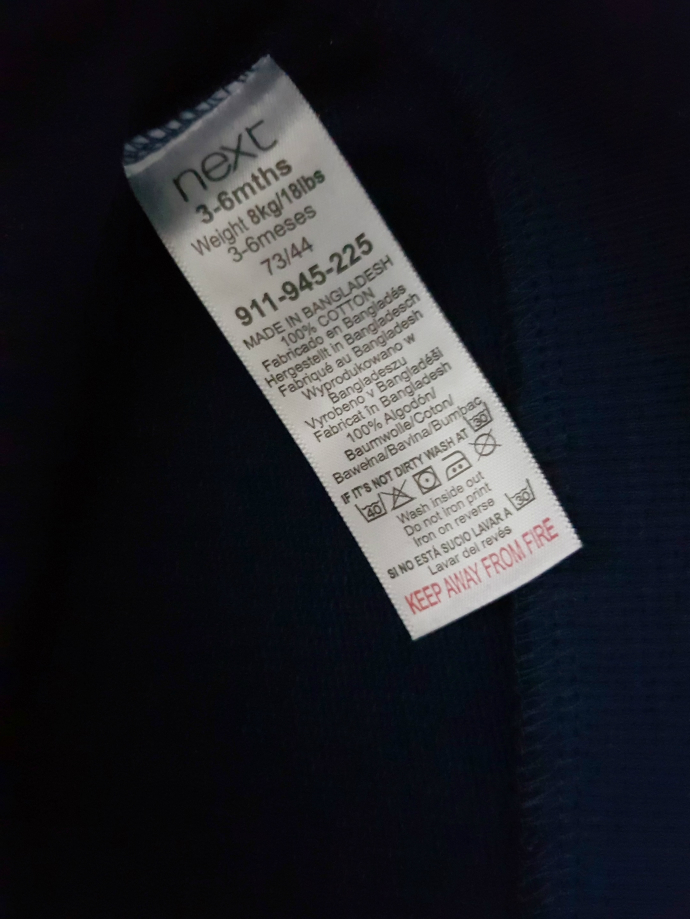 next
3-6mths
Weight 8kg/18lbs
3-6meses
73/44
911-945-225
MADE IN BANGLADESH
100% COTTON
Fabricado en Bangladés
Hergestellt in Bangladesch
Fabriqué au Bangladesh
Wyprodukowano w
Bangladeszu
Vyrobeno v Bangladéši
Fabricat în Bangladesh
100% Algodón/
Baumwolle/Coton/
Bawełna/Bavlna/Bumbac
IF IT'S NOT DIRTY WASH AT 30
40
Wash inside out
Do not iron print
Iron on reverse
SI NO ESTÁ SUCIO LAVAR A 30
Lavar del revés
KEEP AWAY FROM FIRE